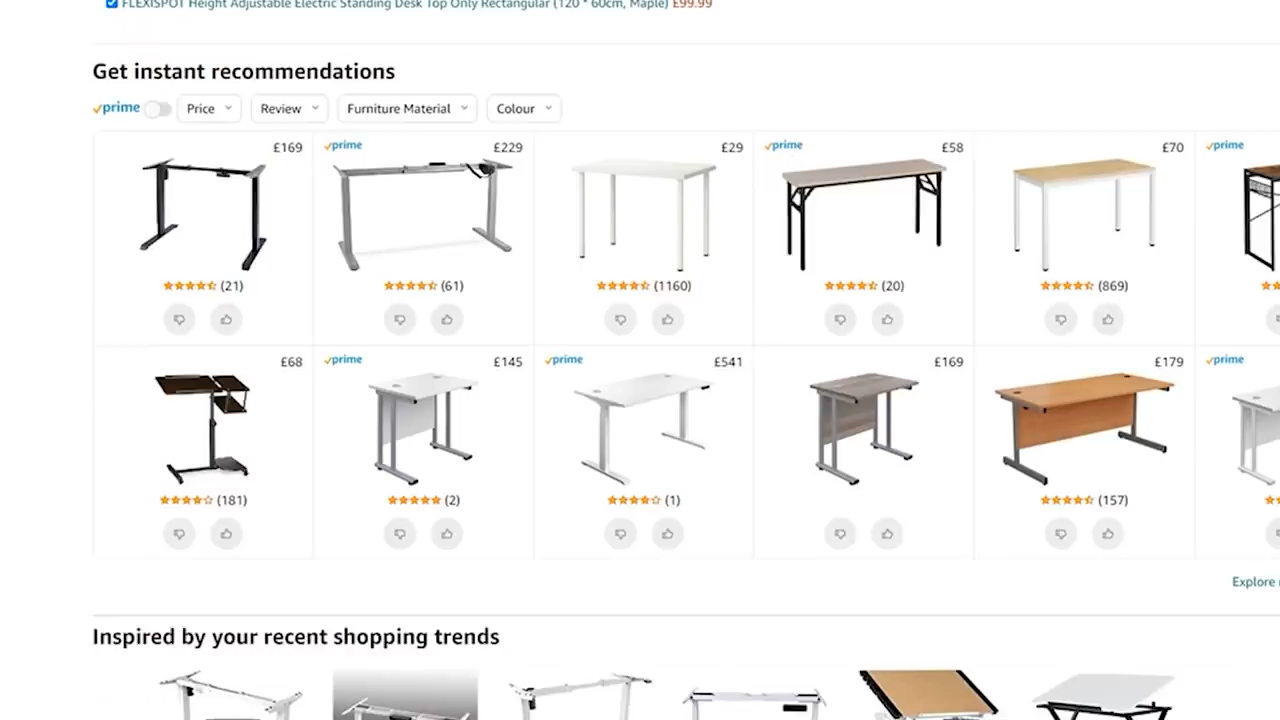 FLEXISPOT Height Adjustable Electric Standing Desk Top Only Rectangular (120 * 60cm, Maple) £99.99
Get instant recommendations
prime Price Review Furniture Material Colour
£169 prime £229 £29 prime £58 £70 prime
(21) (61) (1160) (20) (869)
£68 prime £145 prime £541 £169 £179 prime
(181) (2) (1) (157)
Explore
Inspired by your recent shopping trends